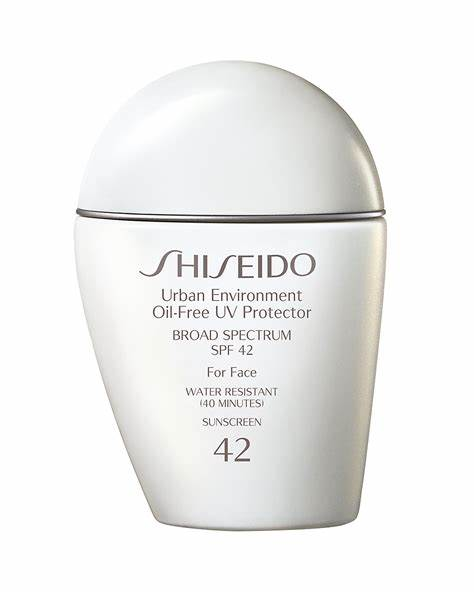 SHISEIDO
Urban Environment
Oil-Free UV Protector
BROAD SPECTRUM
SPF 42
For Face
WATER RESISTANT
(40 MINUTES)
SUNSCREEN
42